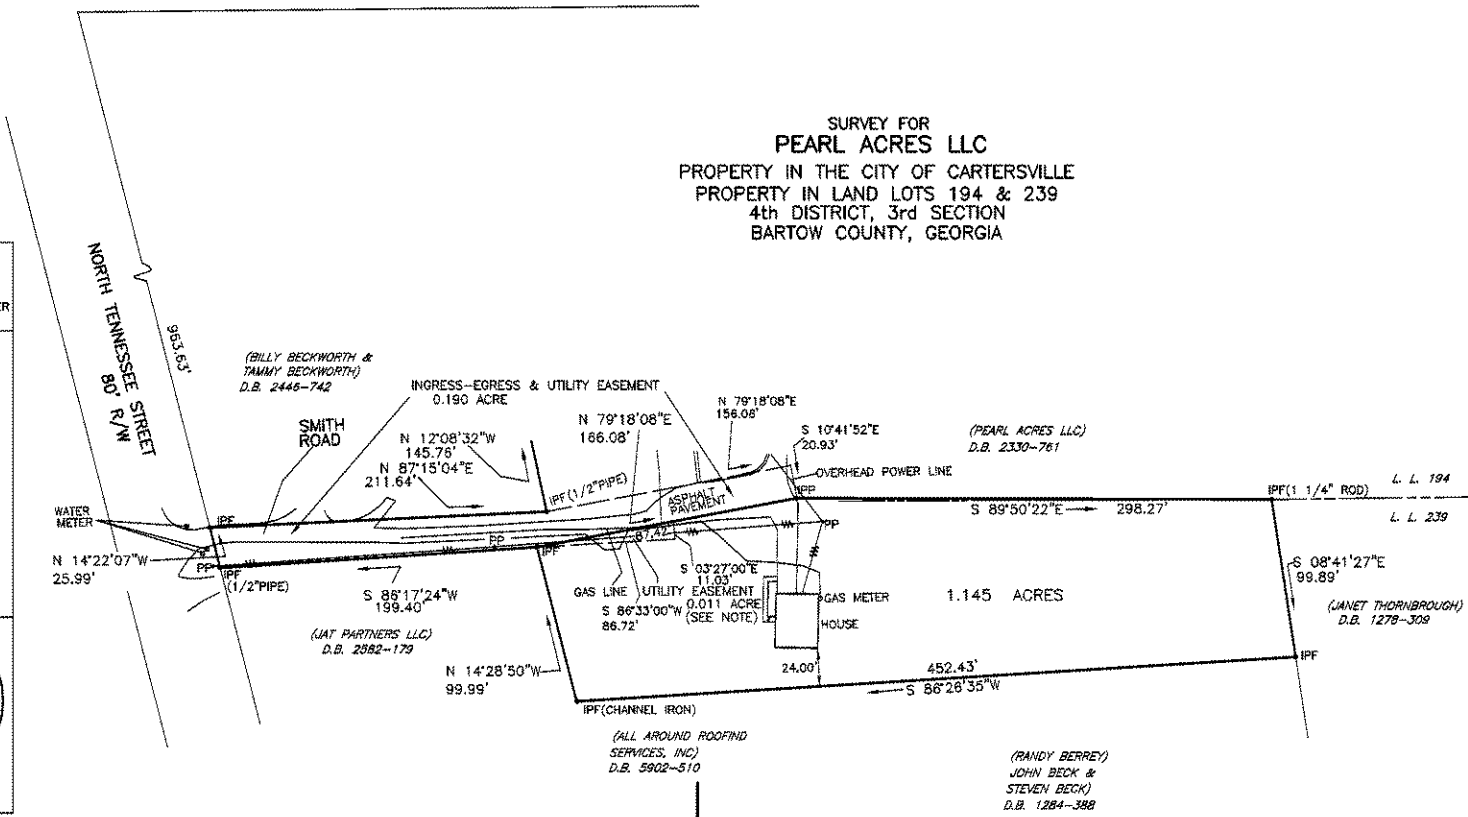 SURVEY FOR
PEARL ACRES LLC
PROPERTY IN THE CITY OF CARTERSVILLE
PROPERTY IN LAND LOTS 194 & 239
4th DISTRICT, 3rd SECTION
BARTOW COUNTY, GEORGIA
ER
NORTH TENNESSEE STREET
80' R/W
963.63'
(BILLY BECKWORTH &
TAMMY BECKWORTH)
D.B. 2446-742
INGRESS-EGRESS & UTILITY EASEMENT
0.190 ACRE
SMITH
ROAD
N 12°08'32"W
145.76'
N 87°15'04"E
211.64'
N 79°18'08"E
166.08'
N 79°18'08"E
156.08'
S 10°41'52"E
20.93'
(PEARL ACRES LLC)
D.B. 2330-761
OVERHEAD POWER LINE
IPF(1/2"PIPE)
ASPHALT
PAVEMENT
IPP
IPF(1 1/4" ROD)
L. L. 194
L. L. 239
S 89°50'22"E
298.27'
WATER
METER
IPF
PP
PP
87.42'
IPF
N 14°22'07"W
25.99'
PP
IPF
(1/2"PIPE)
S 86°17'24"W
199.40'
S 03°27'00"E
11.03'
GAS LINE
UTILITY EASEMENT
0.011 ACRE
(SEE NOTE)
S 86°33'00"W
86.72'
GAS METER
HOUSE
1.145 ACRES
S 08°41'27"E
99.89'
(JANET THORNBROUGH)
D.B. 1278-309
(JAT PARTNERS LLC)
D.B. 2582-179
N 14°28'50"W
99.99'
24.00'
452.43'
S 86°26'35"W
IPF
IPF(CHANNEL IRON)
(ALL AROUND ROOFIND
SERVICES, INC)
D.B. 5902-510
(RANDY BERREY)
JOHN BECK &
STEVEN BECK)
D.B. 1284-388